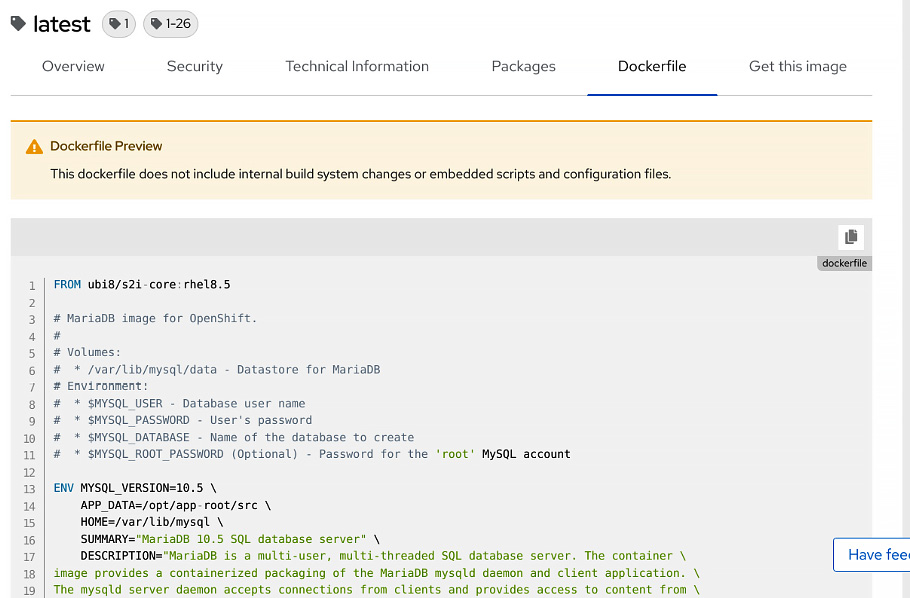 latest 1 1-26
Overview Security Technical Information Packages Dockerfile Get this image
Dockerfile Preview
This dockerfile does not include internal build system changes or embedded scripts and configuration files.
dockerfile
1 FROM ubi8/s2i-core:rhel8.5
2
3 # MariaDB image for OpenShift.
4 #
5 # Volumes:
6 #  * /var/lib/mysql/data - Datastore for MariaDB
7 # Environment:
8 #  * $MYSQL_USER - Database user name
9 #  * $MYSQL_PASSWORD - User's password
10 #  * $MYSQL_DATABASE - Name of the database to create
11 #  * $MYSQL_ROOT_PASSWORD (Optional) - Password for the 'root' MySQL account
12
13 ENV MYSQL_VERSION=10.5 \
14     APP_DATA=/opt/app-root/src \
15     HOME=/var/lib/mysql \
16     SUMMARY="MariaDB 10.5 SQL database server" \
17     DESCRIPTION="MariaDB is a multi-user, multi-threaded SQL database server. The container \
Have fee
18 image provides a containerized packaging of the MariaDB mysqld daemon and client application. \
19 The mysqld server daemon accepts connections from clients and provides access to content from \